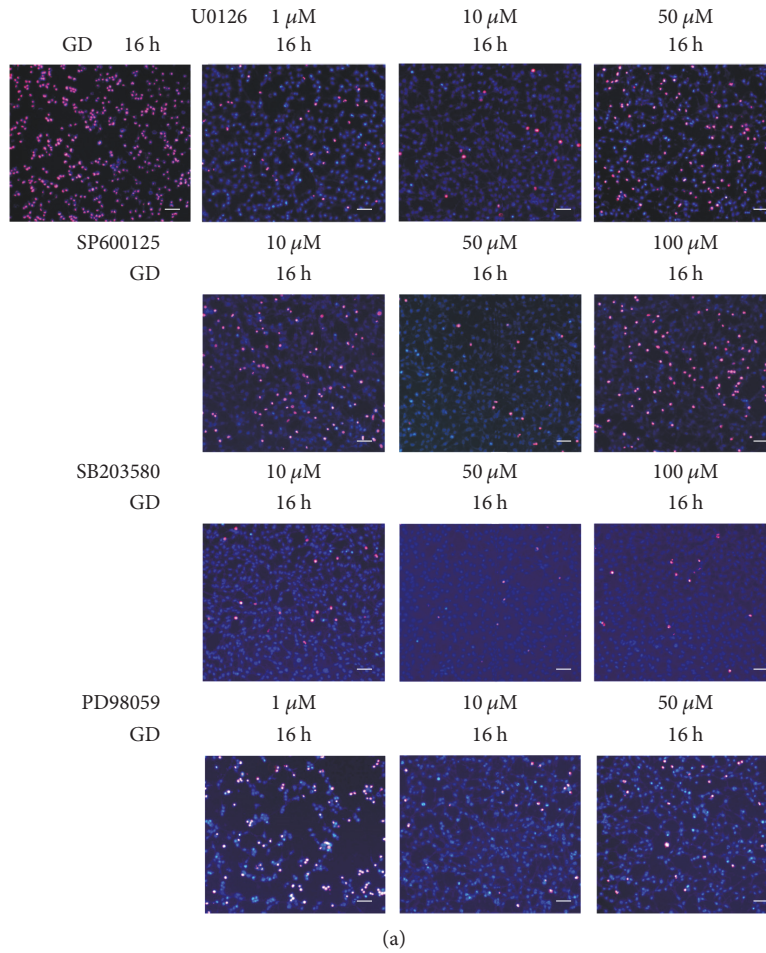 U0126 1 μM 10 μM 50 μM
GD 16 h 16 h 16 h 16 h
SP600125 10 μM 50 μM 100 μM
GD 16 h 16 h 16 h
SB203580 10 μM 50 μM 100 μM
GD 16 h 16 h 16 h
PD98059 1 μM 10 μM 50 μM
GD 16 h 16 h 16 h
(a)